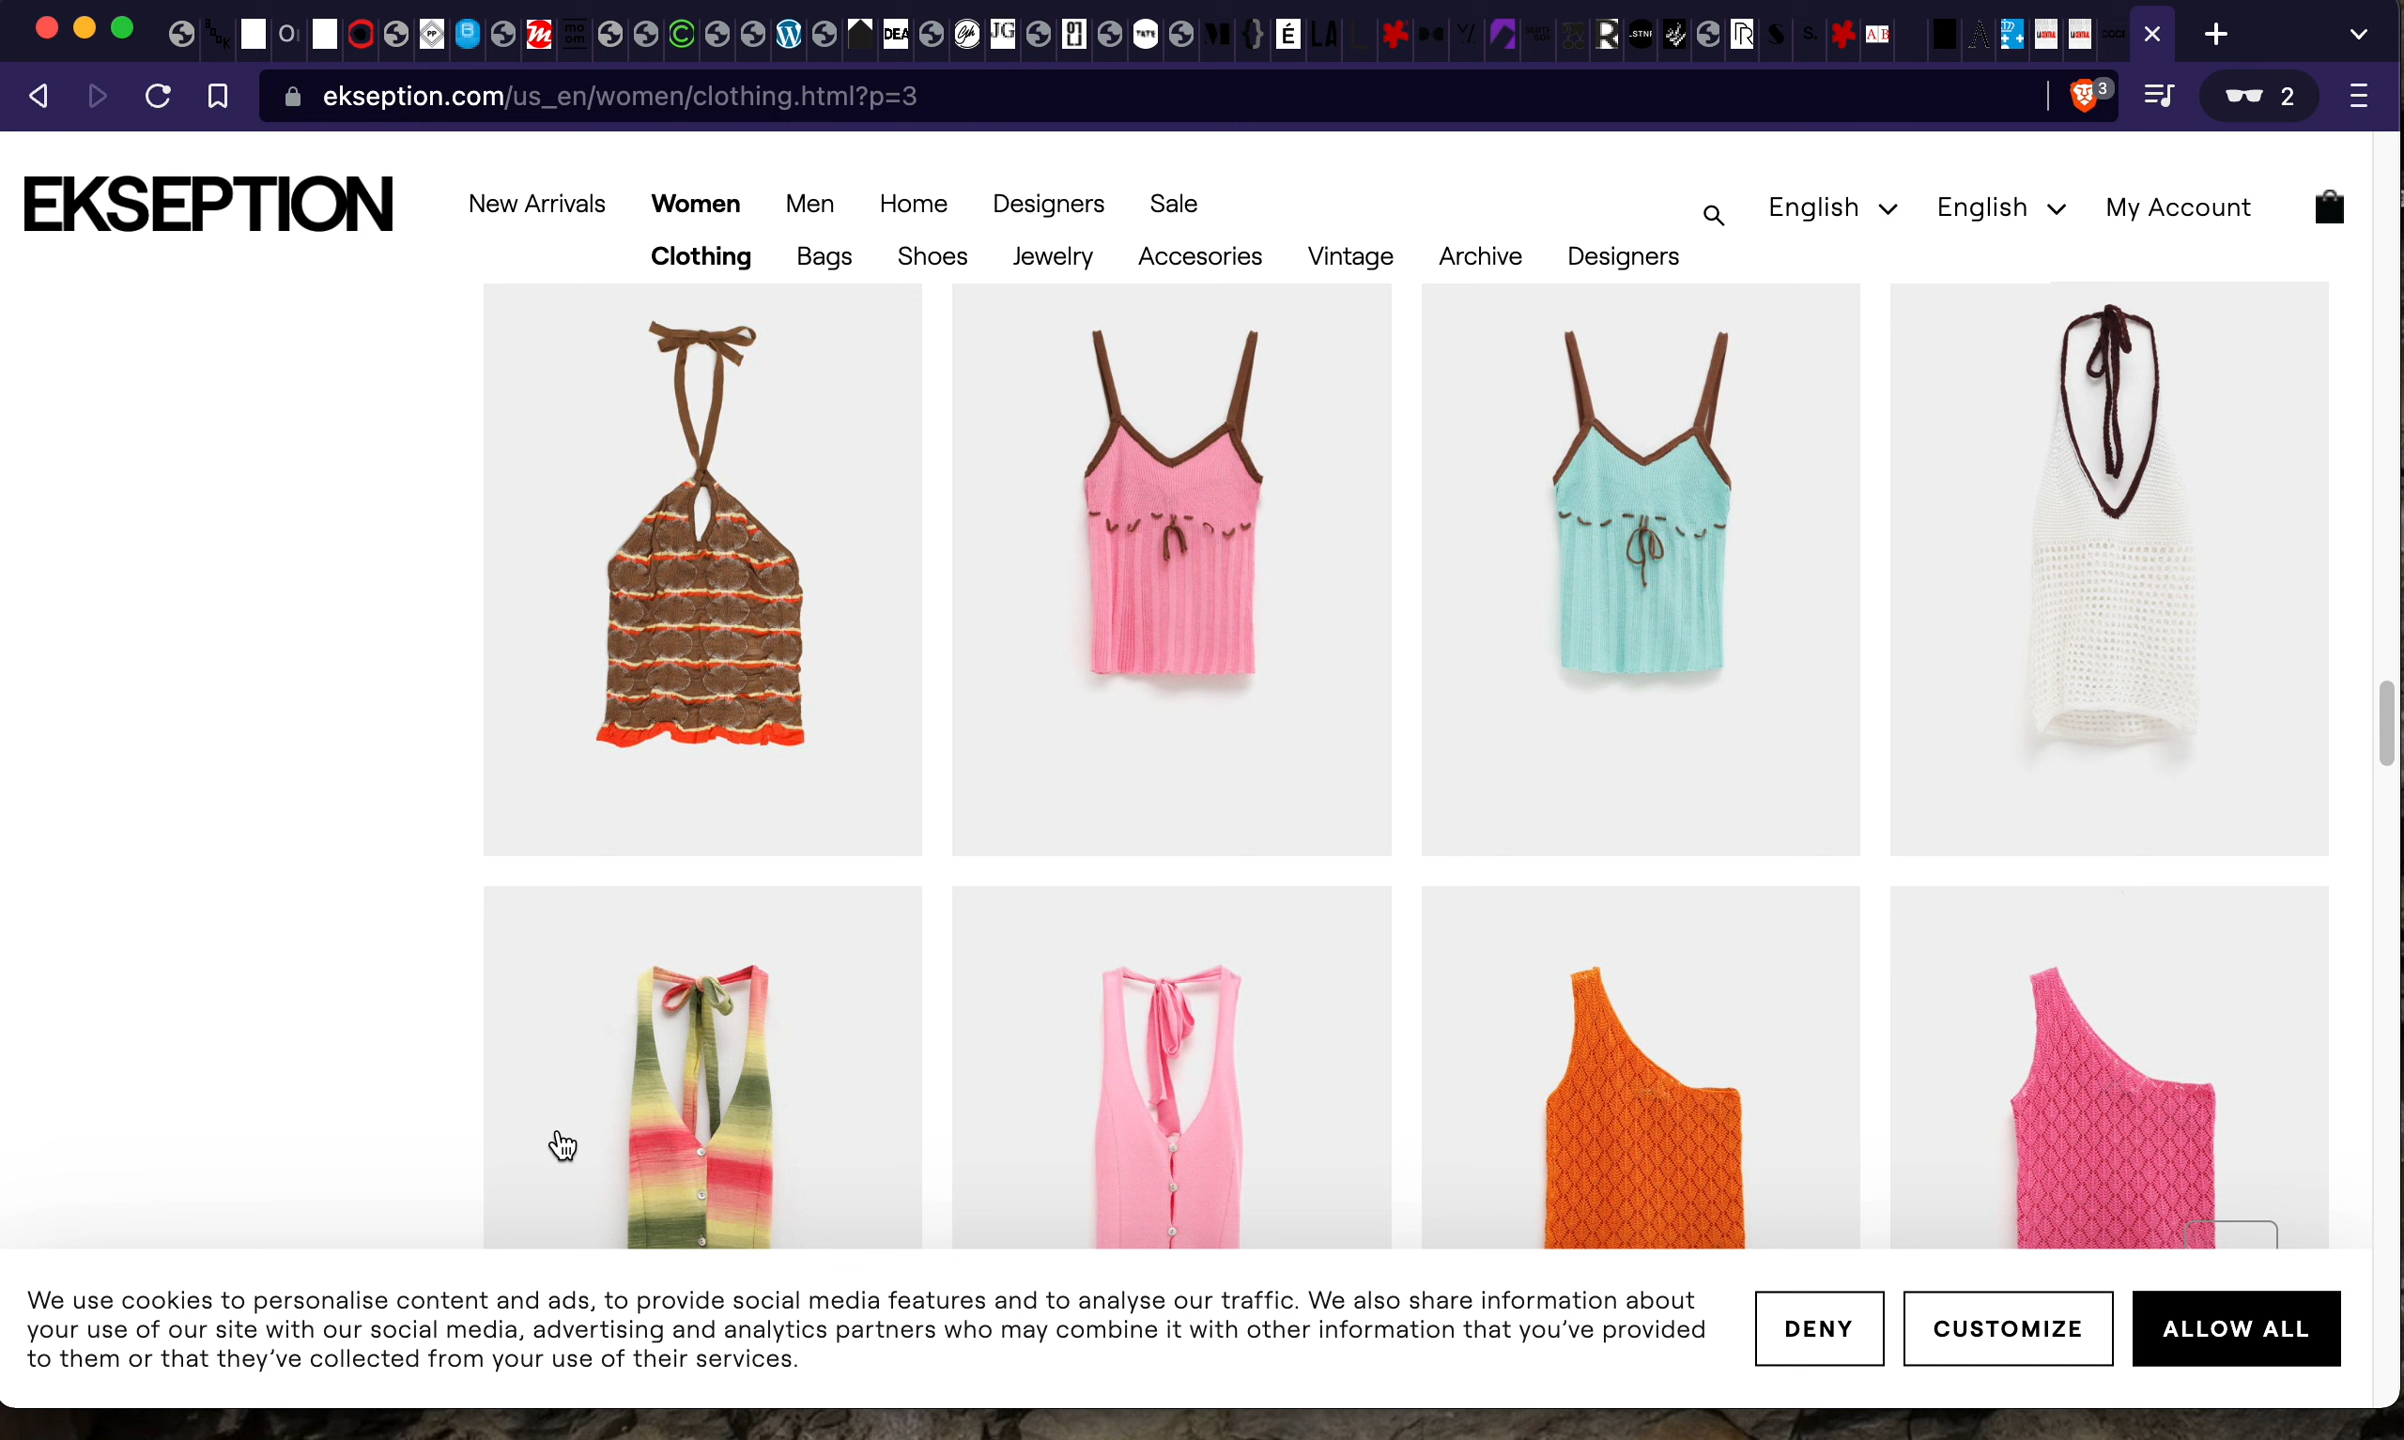 ekseption.com/us_en/women/clothing.html?p=3
3
2
EKSEPTION
New Arrivals Women Men Home Designers Sale
English English My Account
Clothing Bags Shoes Jewelry Accesories Vintage Archive Designers
We use cookies to personalise content and ads, to provide social media features and to analyse our traffic. We also share information about
your use of our site with our social media, advertising and analytics partners who may combine it with other information that you've provided
to them or that they've collected from your use of their services.
DENY CUSTOMIZE ALLOW ALL